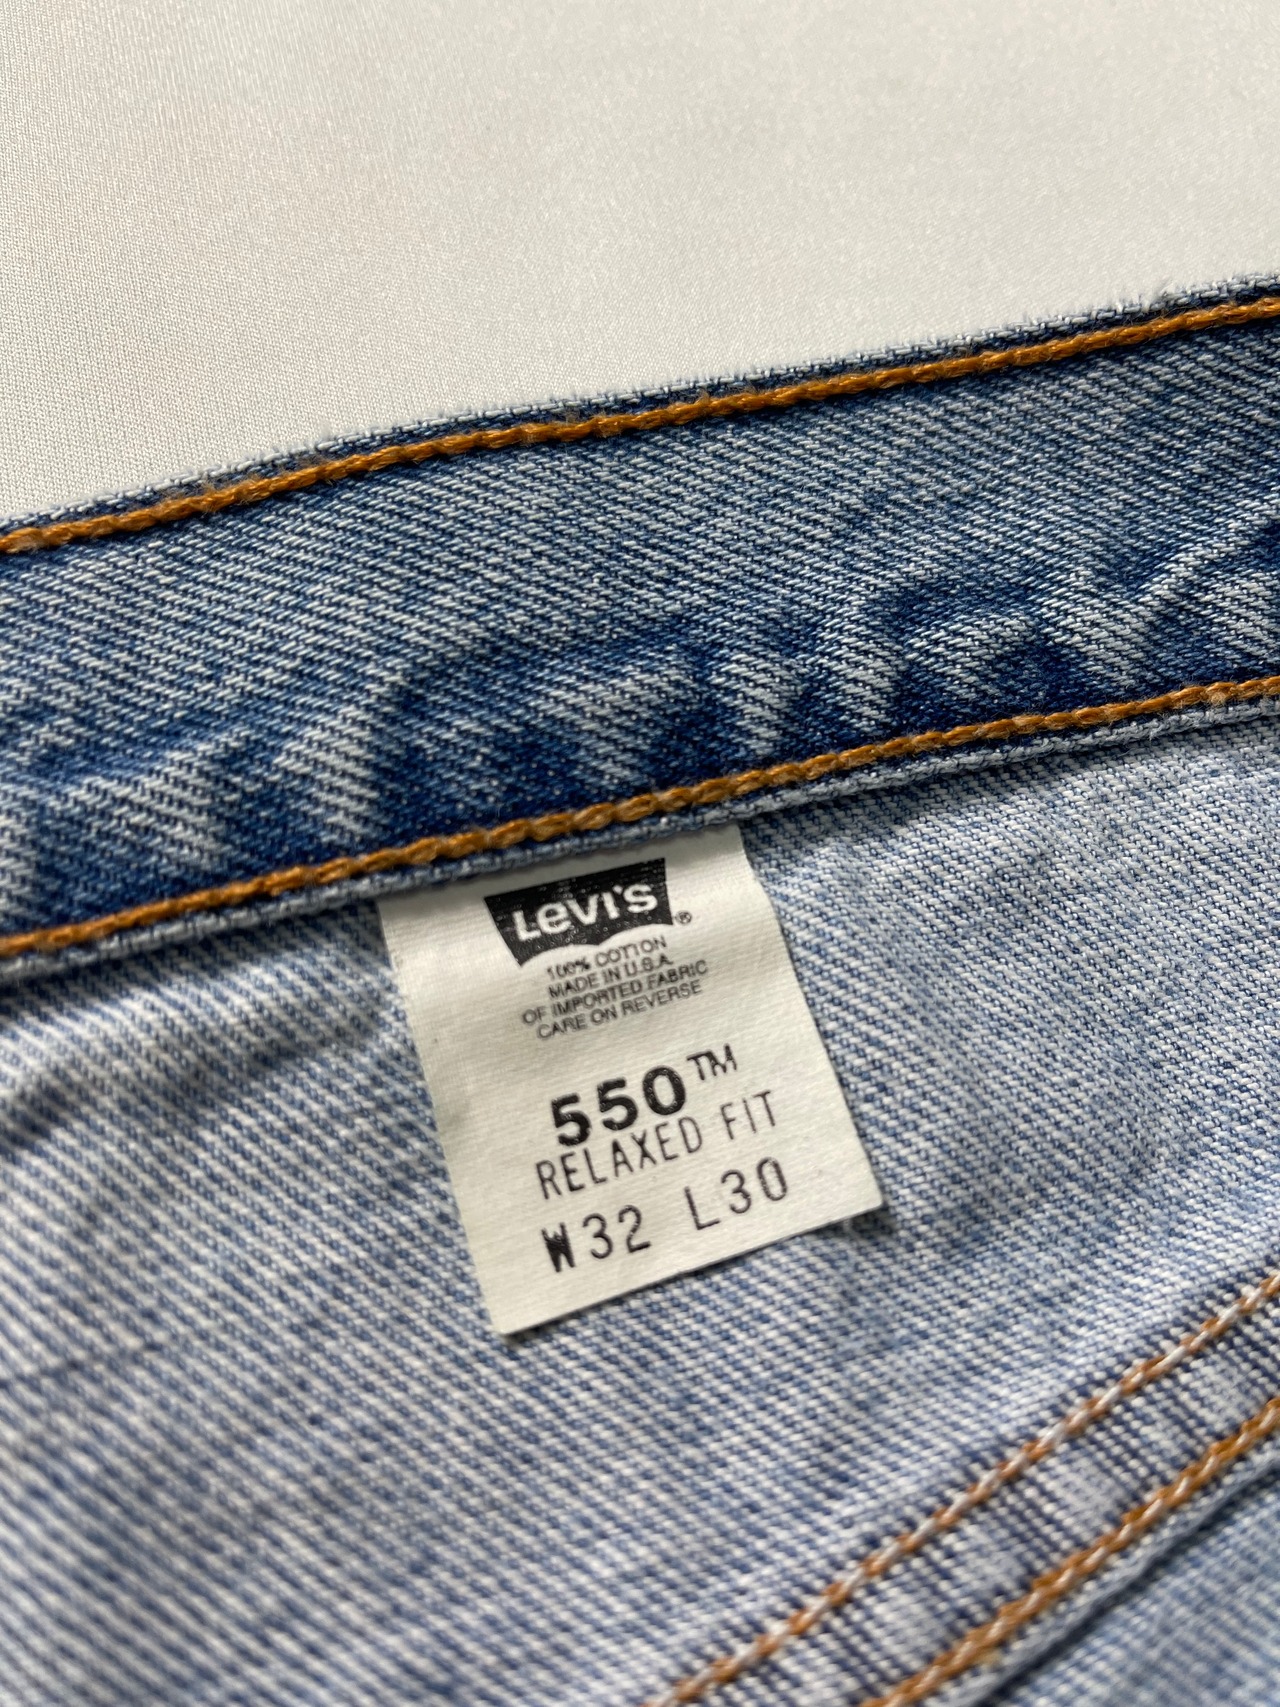 Levi's®
100% COTTON
MADE IN U.S.A.
OF IMPORTED FABRIC
CARE ON REVERSE
550™
RELAXED FIT
W32 L30